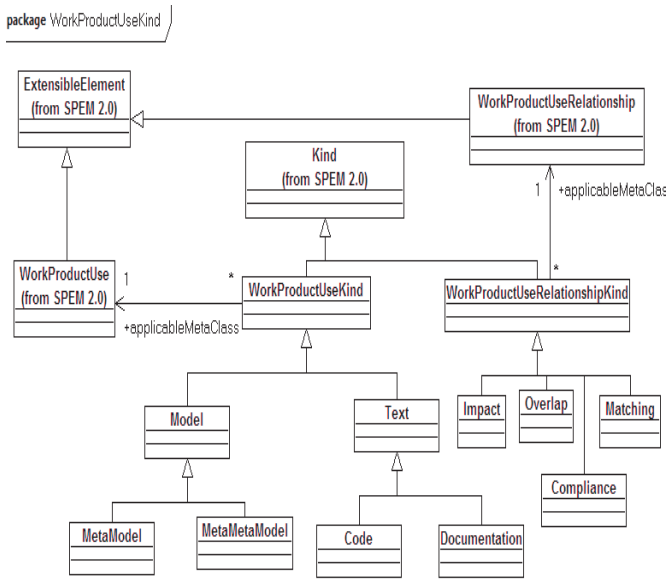 package WorkProductUseKind
ExtensibleElement
(from SPEM 2.0)
WorkProductUseRelationship
(from SPEM 2.0)
Kind
(from SPEM 2.0)
1
+applicableMetaClass
WorkProductUse
(from SPEM 2.0)
1
*
+applicableMetaClass
WorkProductUseKind
*
WorkProductUseRelationshipKind
Model
Text
Impact
Overlap
Matching
Compliance
MetaModel
MetaMetaModel
Code
Documentation